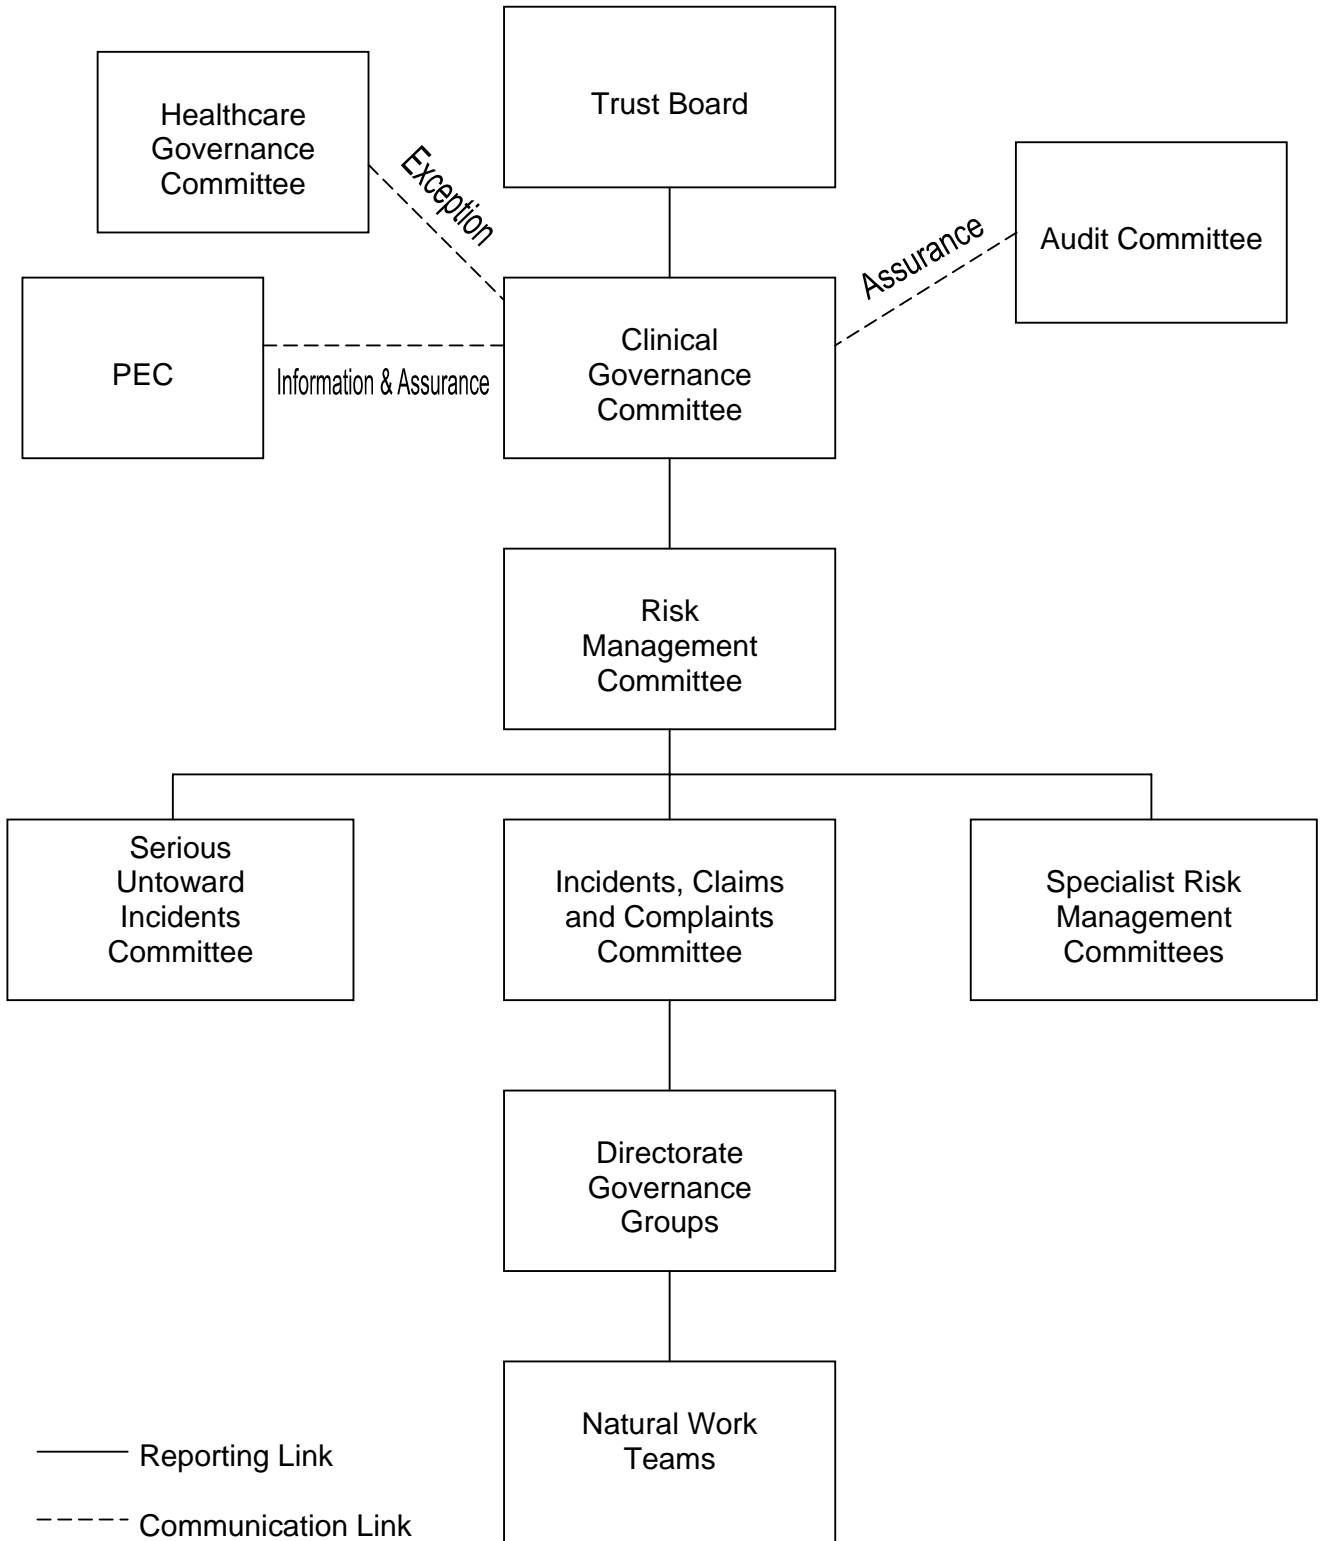 Trust Board
Healthcare
Governance
Committee
Exception
Assurance
Audit Committee
PEC
Information & Assurance
Clinical
Governance
Committee
Risk
Management
Committee
Serious
Untoward
Incidents
Committee
Incidents, Claims
and Complaints
Committee
Specialist Risk
Management
Committees
Directorate
Governance
Groups
Natural Work
Teams
Reporting Link
Communication Link